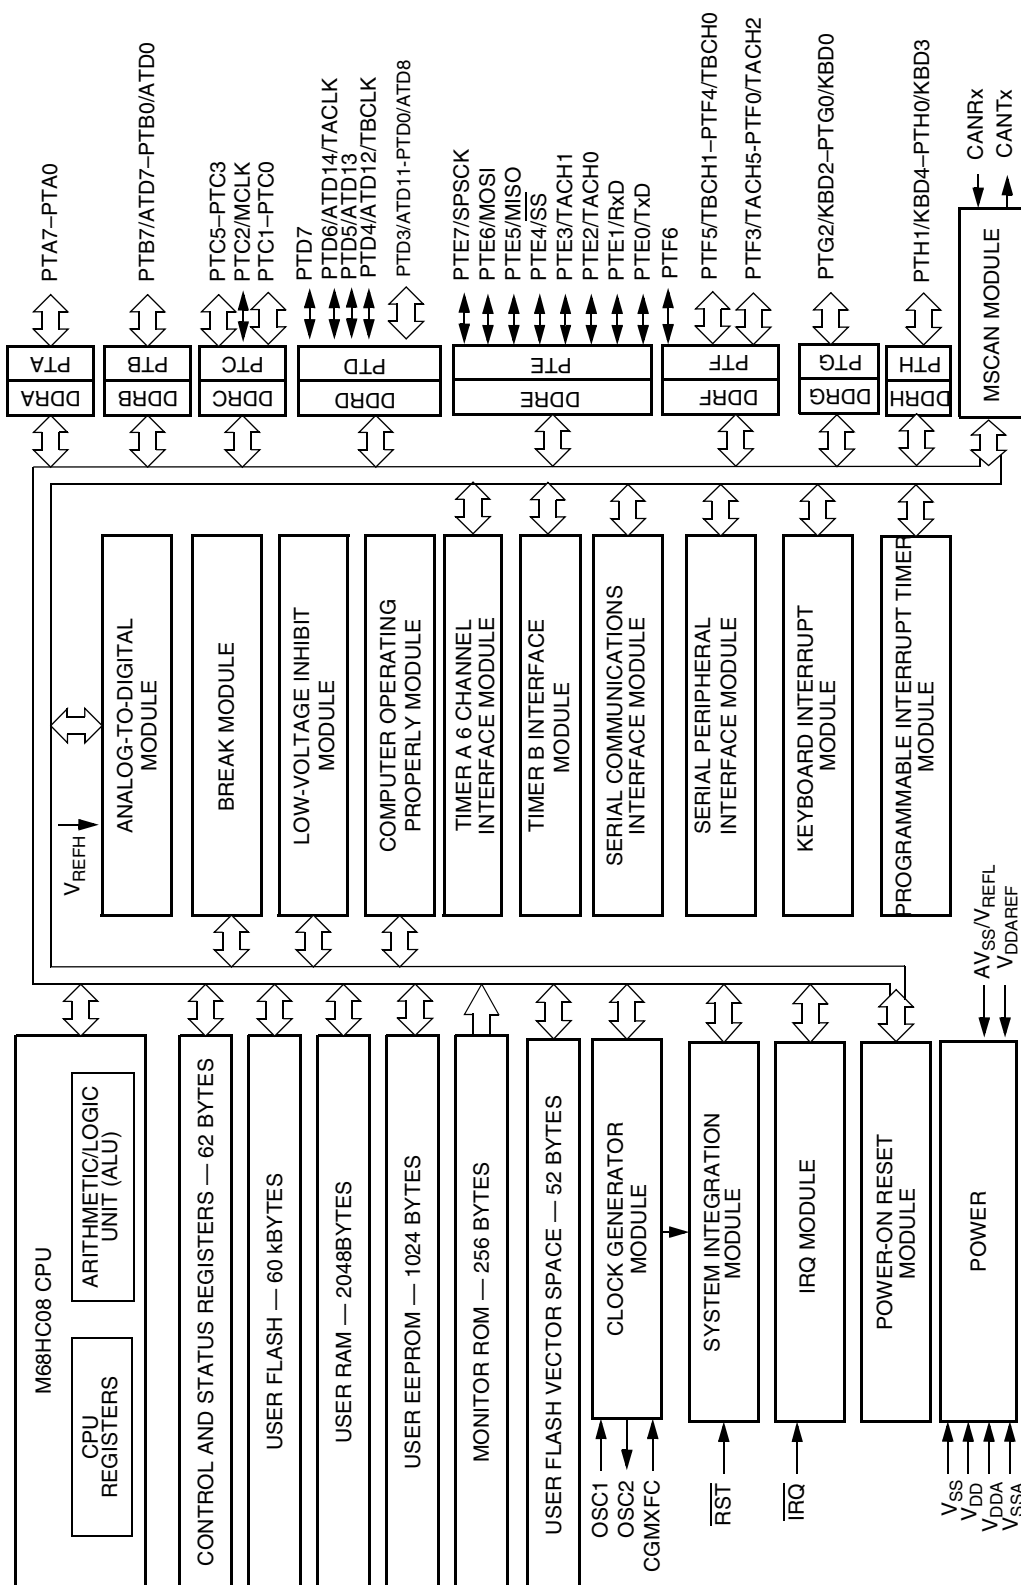 M68HC08 CPU
CPU
REGISTERS
ARITHMETIC/LOGIC
UNIT (ALU)
CONTROL AND STATUS REGISTERS — 62 BYTES
USER FLASH — 60 kBYTES
USER RAM — 2048BYTES
USER EEPROM — 1024 BYTES
MONITOR ROM — 256 BYTES
USER FLASH VECTOR SPACE — 52 BYTES
OSC1
OSC2
CGMXFC
CLOCK GENERATOR
MODULE
RST
SYSTEM INTEGRATION
MODULE
IRQ
IRQ MODULE
POWER-ON RESET
MODULE
VSS
VDD
VDDA
VSSA
POWER
AVSS/VREFL
VDDAREF
VREFH
ANALOG-TO-DIGITAL
MODULE
BREAK MODULE
LOW-VOLTAGE INHIBIT
MODULE
COMPUTER OPERATING
PROPERLY MODULE
TIMER A 6 CHANNEL
INTERFACE MODULE
TIMER B INTERFACE
MODULE
SERIAL COMMUNICATIONS
INTERFACE MODULE
SERIAL PERIPHERAL
INTERFACE MODULE
KEYBOARD INTERRUPT
MODULE
PROGRAMMABLE INTERRUPT TIMER
MODULE
DDRA
PTA
PTA7–PTA0
DDRB
PTB
PTB7/ATD7–PTB0/ATD0
DDRC
PTC
PTC5–PTC3
PTC2/MCLK
PTC1–PTC0
DDRD
PTD
PTD7
PTD6/ATD14/TACLK
PTD5/ATD13
PTD4/ATD12/TBCLK
PTD3/ATD11-PTD0/ATD8
DDRE
PTE
PTE7/SPSCK
PTE6/MOSI
PTE5/MISO
PTE4/SS
PTE3/TACH1
PTE2/TACH0
PTE1/RxD
PTE0/TxD
DDRF
PTF
PTF6
PTF5/TBCH1–PTF4/TBCH0
PTF3/TACH5-PTF0/TACH2
DDRG
PTG
PTG2/KBD2–PTG0/KBD0
DDRH
PTH
PTH1/KBD4–PTH0/KBD3
MSCAN MODULE
CANRx
CANTx